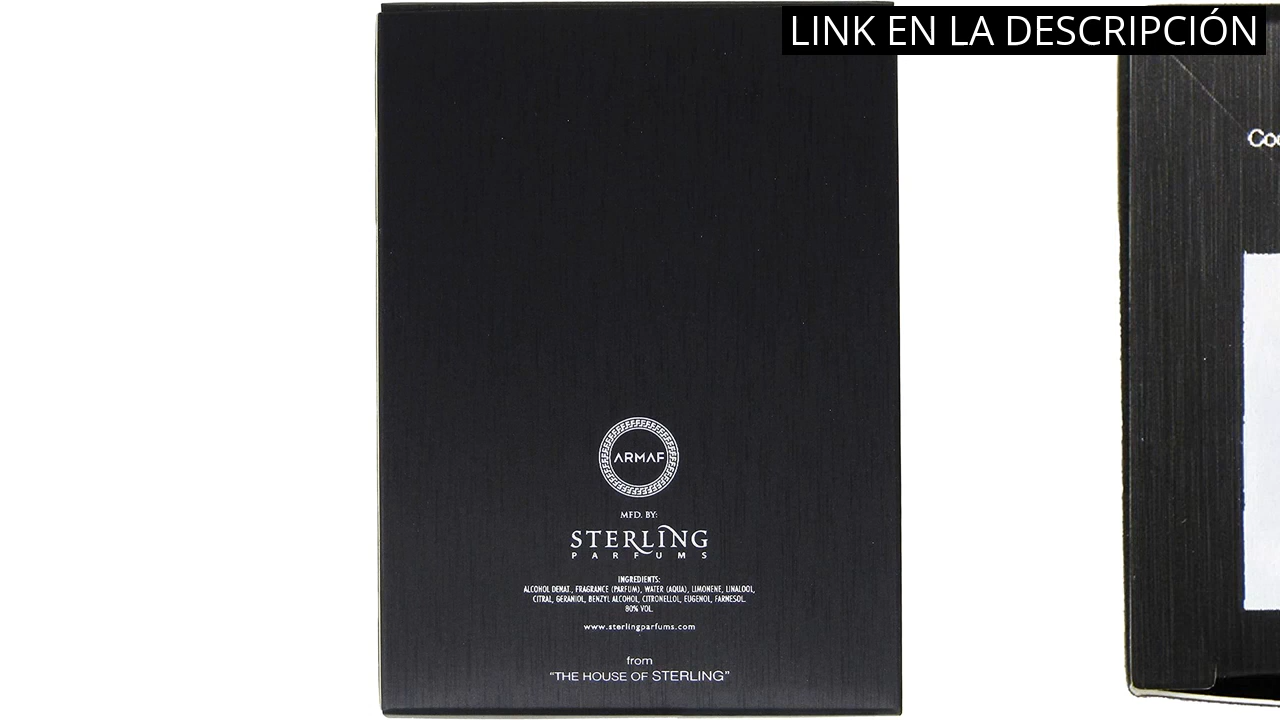 LINK EN LA DESCRIPCIÓN
ARMAF
MFD. BY:
STERLING
PARFUMS
INGREDIENTS:
ALCOHOL DENAT., FRAGRANCE (PARFUM), WATER (AQUA), LIMONENE, LINALOOL,
CITRAL, GERANIOL, BENZYL ALCOHOL, CITRONELLOL, EUGENOL, FARNESOL.
80% VOL.
www.sterlingparfums.com
from
"THE HOUSE OF STERLING"